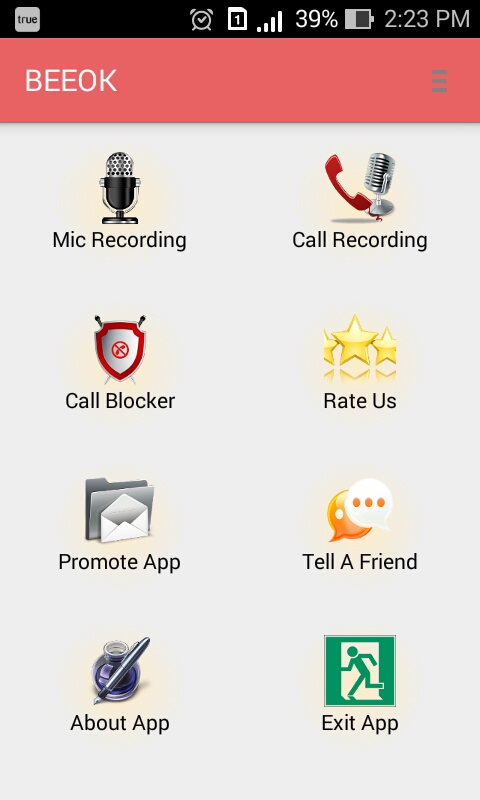 true 1 39% 2:23 PM
BEEOK
Mic Recording Call Recording
Call Blocker Rate Us
Promote App Tell A Friend
About App Exit App